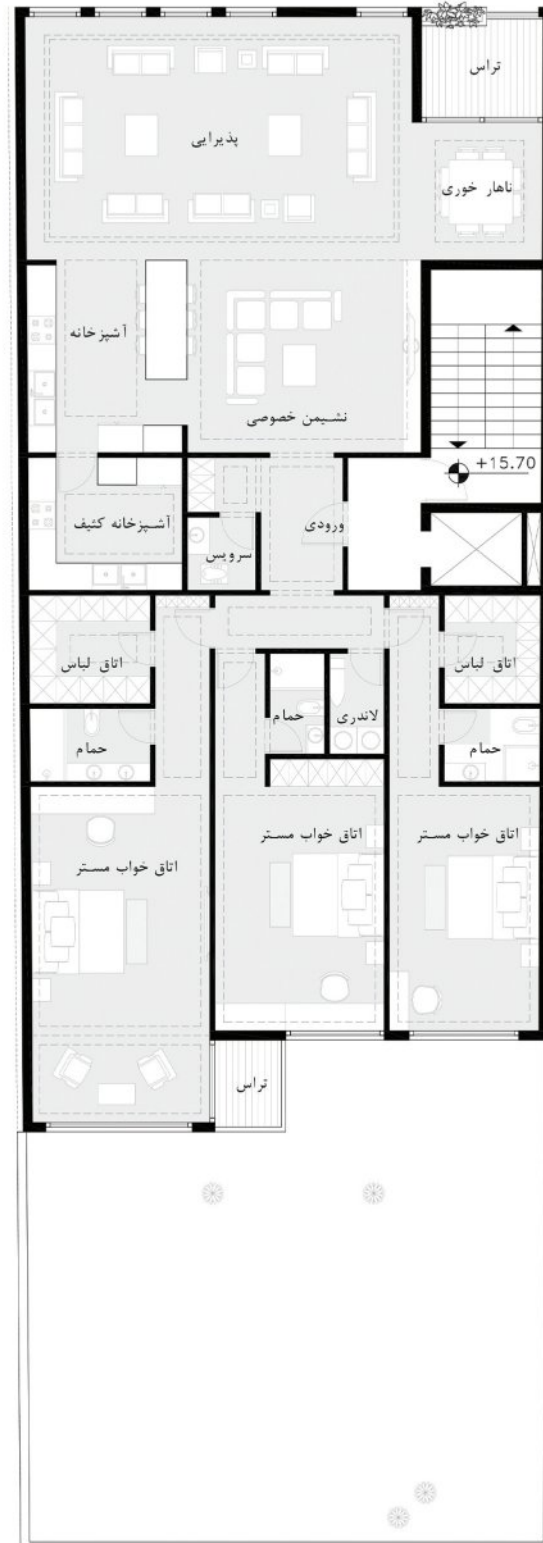 تراس
پذیرایی
ناهار خوری
آشپزخانه
نشیمن خصوصی
+15.70
آشپزخانه کثیف
سرویس
ورودی
اتاق لباس
اتاق لباس
حمام
حمام
لاندری
حمام
اتاق خواب مستر
اتاق خواب مستر
اتاق خواب مستر
تراس